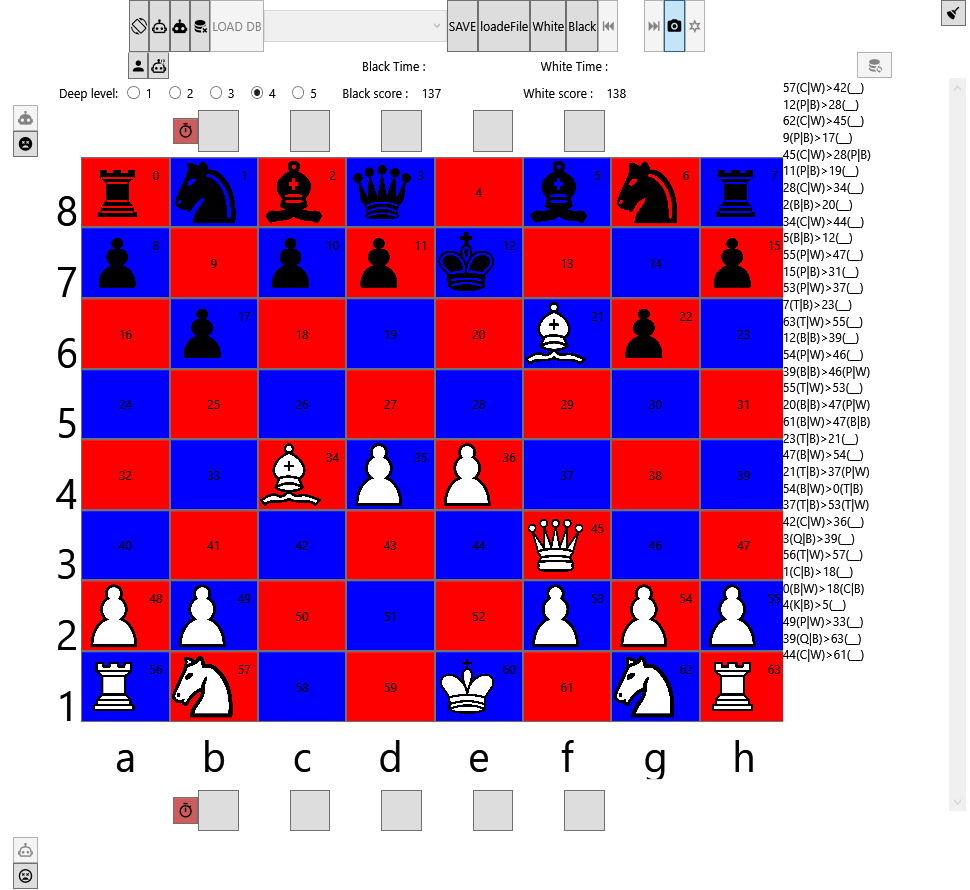 LOAD DB SAVE loadeFile White Black
Black Time : White Time :
Deep level: 1 2 3 4 5 Black score : 137 White score : 138
57(C|W)>42(__)
12(P|B)>28(__)
62(C|W)>45(__)
9(P|B)>17(__)
45(C|W)>28(P|B)
11(P|B)>19(__)
28(C|W)>34(__)
2(B|B)>20(__)
34(C|W)>44(__)
5(B|B)>12(__)
55(P|W)>47(__)
15(P|B)>31(__)
53(P|W)>37(__)
7(T|B)>23(__)
63(T|W)>55(__)
12(B|B)>39(__)
54(P|W)>46(__)
39(B|B)>46(P|W)
55(T|W)>53(__)
20(B|B)>47(P|W)
61(B|W)>47(B|B)
23(T|B)>21(__)
47(B|W)>54(__)
21(T|B)>37(P|W)
54(B|W)>0(T|B)
37(T|B)>53(T|W)
42(C|W)>36(__)
3(Q|B)>39(__)
56(T|W)>57(__)
1(C|B)>18(__)
0(B|W)>18(C|B)
4(K|B)>5(__)
49(P|W)>33(__)
39(Q|B)>63(__)
44(C|W)>61(__)
8 0 1 2 3 4 5 6 7
7 8 9 10 11 12 13 14 15
6 16 17 18 19 20 21 22 23
5 24 25 26 27 28 29 30 31
4 32 33 34 35 36 37 38 39
3 40 41 42 43 44 45 46 47
2 48 49 50 51 52 53 54 55
1 56 57 58 59 60 61 62 63
a b c d e f g h